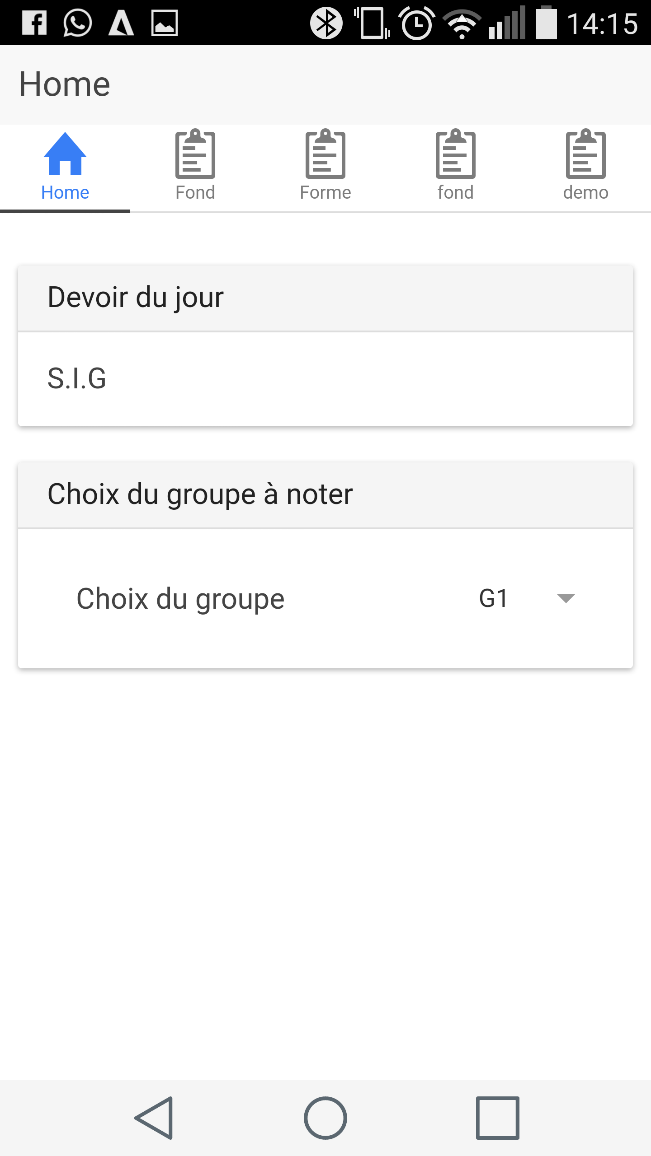 14:15
Home
Home Fond Forme fond demo
Devoir du jour
S.I.G
Choix du groupe à noter
Choix du groupe G1